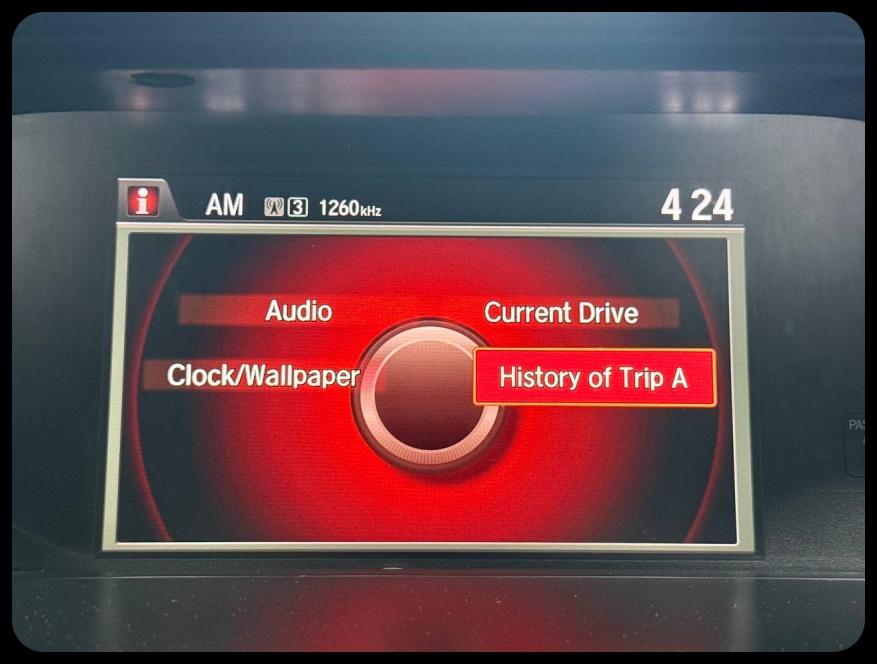 i AM 3 1260kHz 4 24
Audio
Current Drive
Clock/Wallpaper
History of Trip A